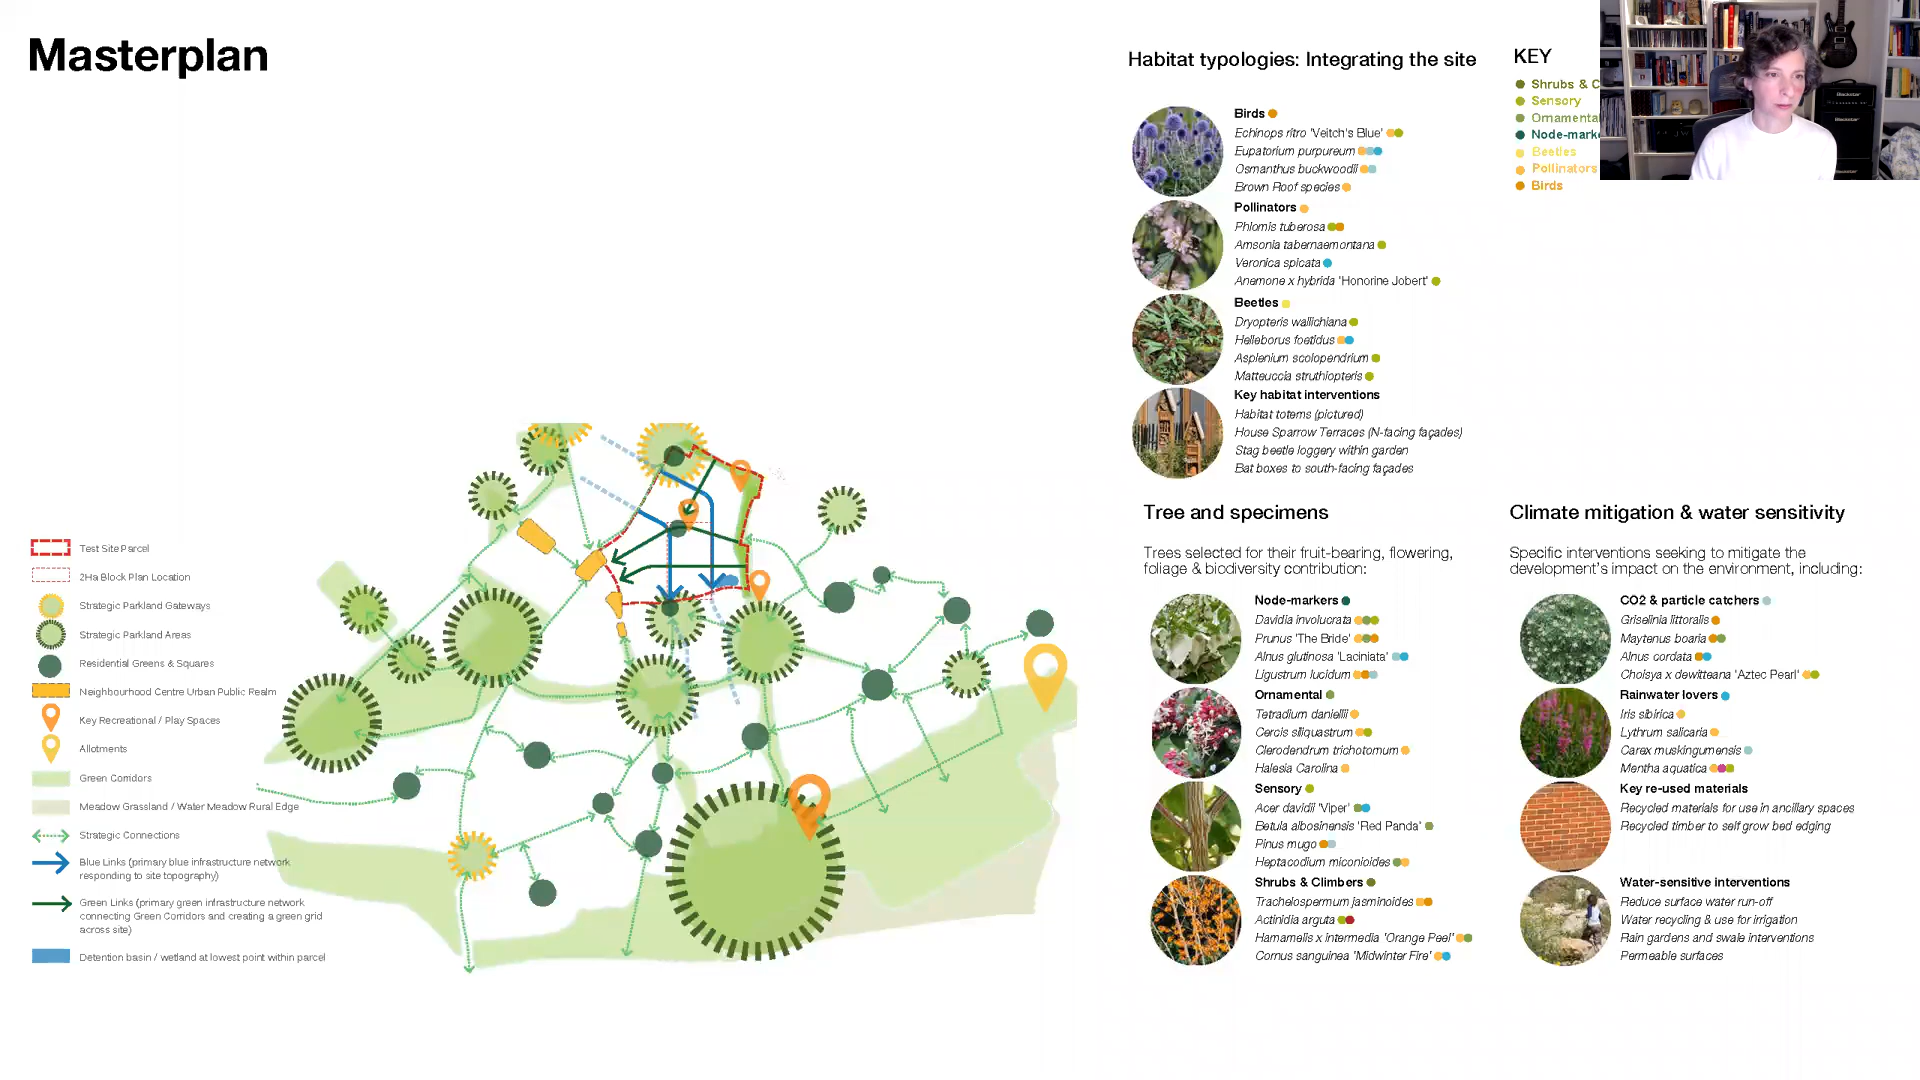 Masterplan
Test Site Parcel
2Ha Block Plan Location
Strategic Parkland Gateways
Strategic Parkland Areas
Residential Greens & Squares
Neighbourhood Centre Urban Public Realm
Key Recreational / Play Spaces
Allotments
Green Corridors
Meadow Grassland / Water Meadow Rural Edge
Strategic Connections
Blue Links (primary blue infrastructure network
responding to site topography)
Green Links (primary green infrastructure network
connecting Green Corridors and creating a green grid
across site)
Detention basin / wetland at lowest point within parcel
Habitat typologies: Integrating the site
Birds
Echinops ritro 'Veitch's Blue'
Eupatorium purpureum
Osmanthus buckwoodii
Brown Roof species
Pollinators
Phlomis tuberosa
Amsonia tabernaemontana
Veronica spicata
Anemone x hybrida 'Honorine Jobert'
Beetles
Dryopteris wallichiana
Helleborus foetidus
Asplenium scolopendrium
Matteuccia struthiopteris
Key habitat interventions
Habitat totems (pictured)
House Sparrow Terraces (N-facing façades)
Stag beetle loggery within garden
Bat boxes to south-facing façades
KEY
Shrubs & C
Sensory
Ornamental
Node-marke
Beetles
Pollinators
Birds
Tree and specimens
Trees selected for their fruit-bearing, flowering,
foliage & biodiversity contribution:
Node-markers
Davidia involucrata
Prunus 'The Bride'
Alnus glutinosa 'Laciniata'
Ligustrum lucidum
Ornamental
Tetradium daniellii
Cercis siliquastrum
Clerodendrum trichotomum
Halesia Carolina
Sensory
Acer davidii 'Viper'
Betula albosinensis 'Red Panda'
Pinus mugo
Heptacodium miconioides
Shrubs & Climbers
Trachelospermum jasminoides
Actinidia arguta
Hamamelis x intermedia 'Orange Peel'
Cornus sanguinea 'Midwinter Fire'
Climate mitigation & water sensitivity
Specific interventions seeking to mitigate the
development's impact on the environment, including:
CO2 & particle catchers
Griselinia littoralis
Maytenus boaria
Alnus cordata
Choisya x dewitteana 'Aztec Pearl'
Rainwater lovers
Iris sibirica
Lythrum salicaria
Carex muskingumensis
Mentha aquatica
Key re-used materials
Recycled materials for use in ancillary spaces
Recycled timber to self grow bed edging
Water-sensitive interventions
Reduce surface water run-off
Water recycling & use for irrigation
Rain gardens and swale interventions
Permeable surfaces